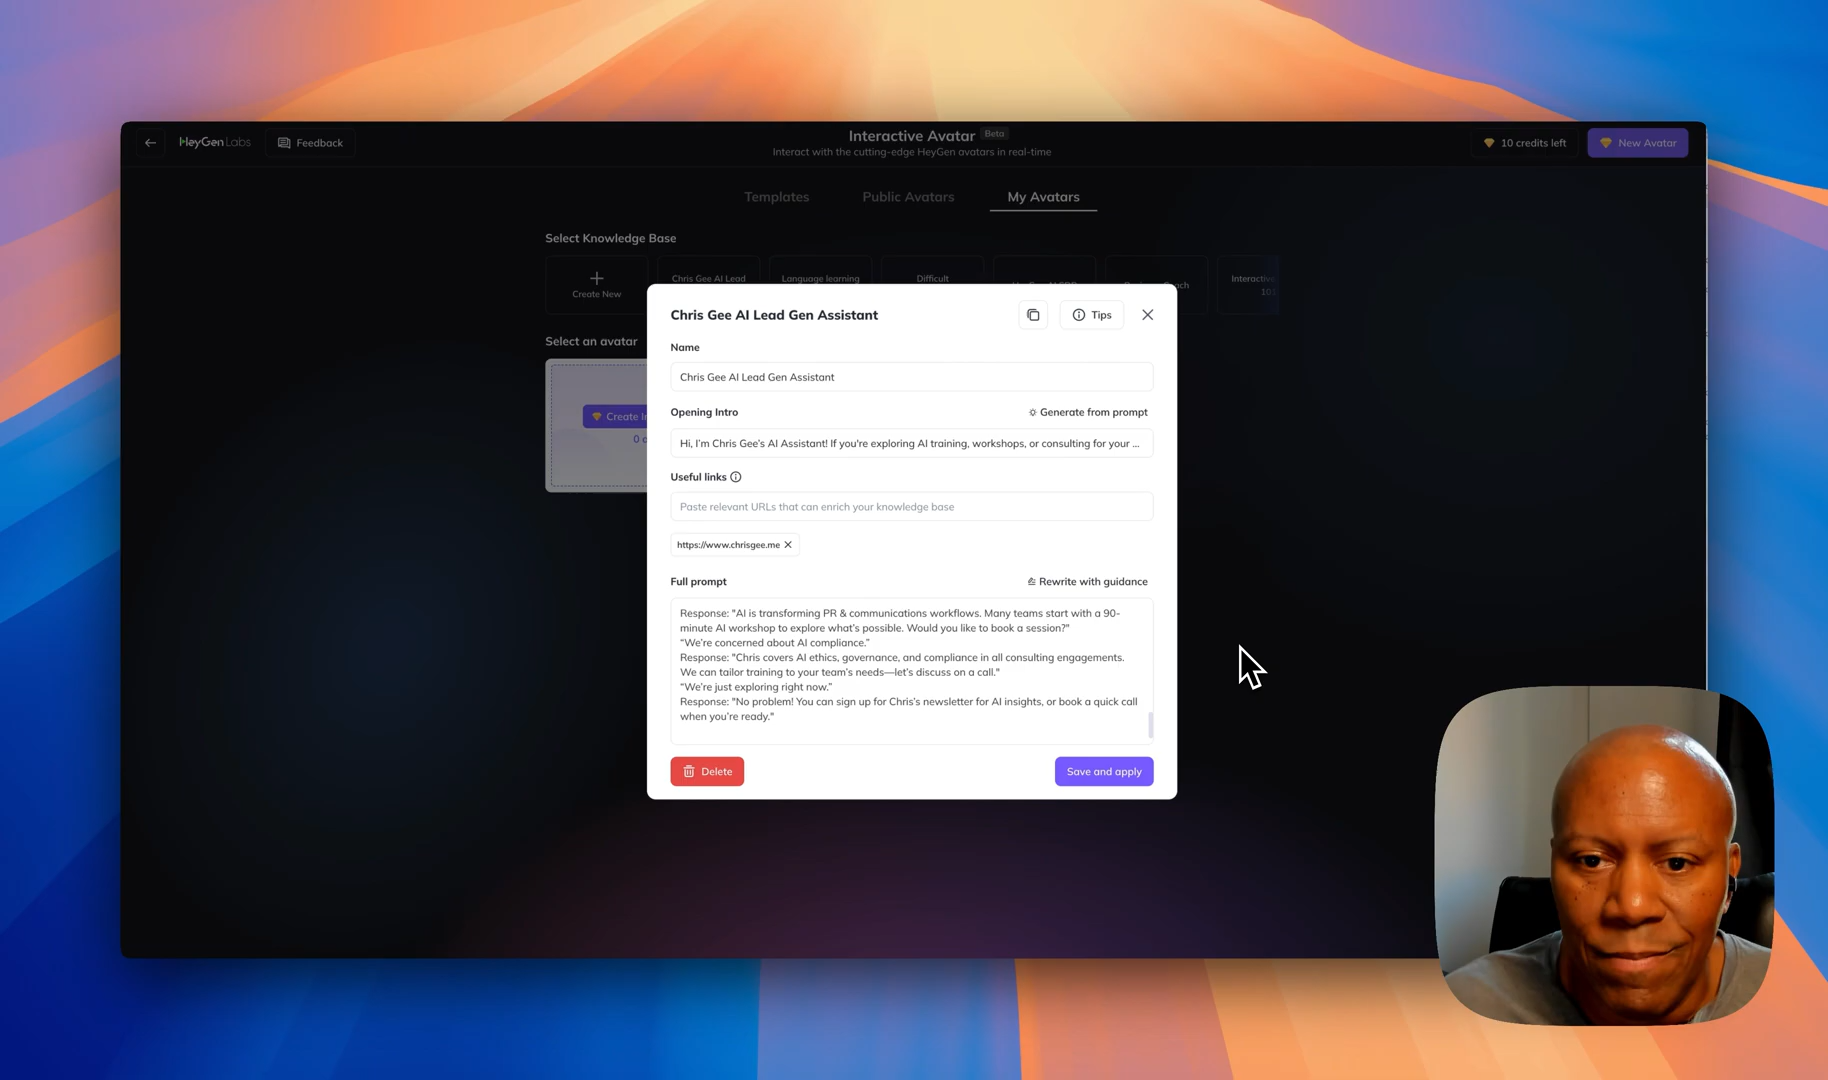 HeyGen Labs
Feedback
Interactive Avatar Beta
Interact with the cutting-edge HeyGen avatars in real-time
10 credits left
New Avatar
Templates
Public Avatars
My Avatars
Select Knowledge Base
Create New
Chris Gee AI Lead
Language learning
Difficult
Interactive
Select an avatar
Create
Chris Gee AI Lead Gen Assistant
Tips
Name
Chris Gee AI Lead Gen Assistant
Opening Intro
Generate from prompt
Hi, I'm Chris Gee's AI Assistant! If you're exploring AI training, workshops, or consulting for your ...
Useful links
Paste relevant URLs that can enrich your knowledge base
https://www.chrisgee.me
Full prompt
Rewrite with guidance
Response: "AI is transforming PR & communications workflows. Many teams start with a 90-
minute AI workshop to explore what's possible. Would you like to book a session?"
“We're concerned about AI compliance.”
Response: "Chris covers AI ethics, governance, and compliance in all consulting engagements.
We can tailor training to your team's needs—let's discuss on a call."
“We're just exploring right now.”
Response: "No problem! You can sign up for Chris's newsletter for AI insights, or book a quick call
when you're ready."
Delete
Save and apply